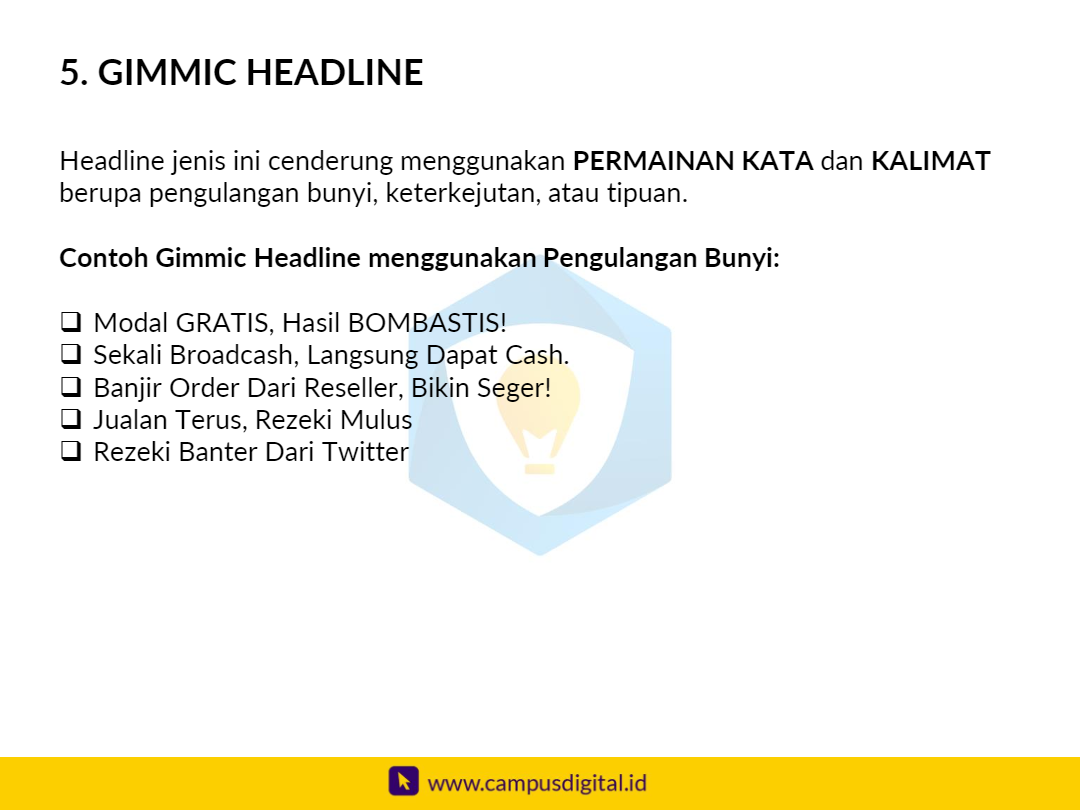 5. GIMMIC HEADLINE
Headline jenis ini cenderung menggunakan PERMAINAN KATA dan KALIMAT
berupa pengulangan bunyi, keterkejutan, atau tipuan.
Contoh Gimmic Headline menggunakan Pengulangan Bunyi:
❑ Modal GRATIS, Hasil BOMBASTIS!
❑ Sekali Broadcash, Langsung Dapat Cash.
❑ Banjir Order Dari Reseller, Bikin Seger!
❑ Jualan Terus, Rezeki Mulus
❑ Rezeki Banter Dari Twitter
www.campusdigital.id